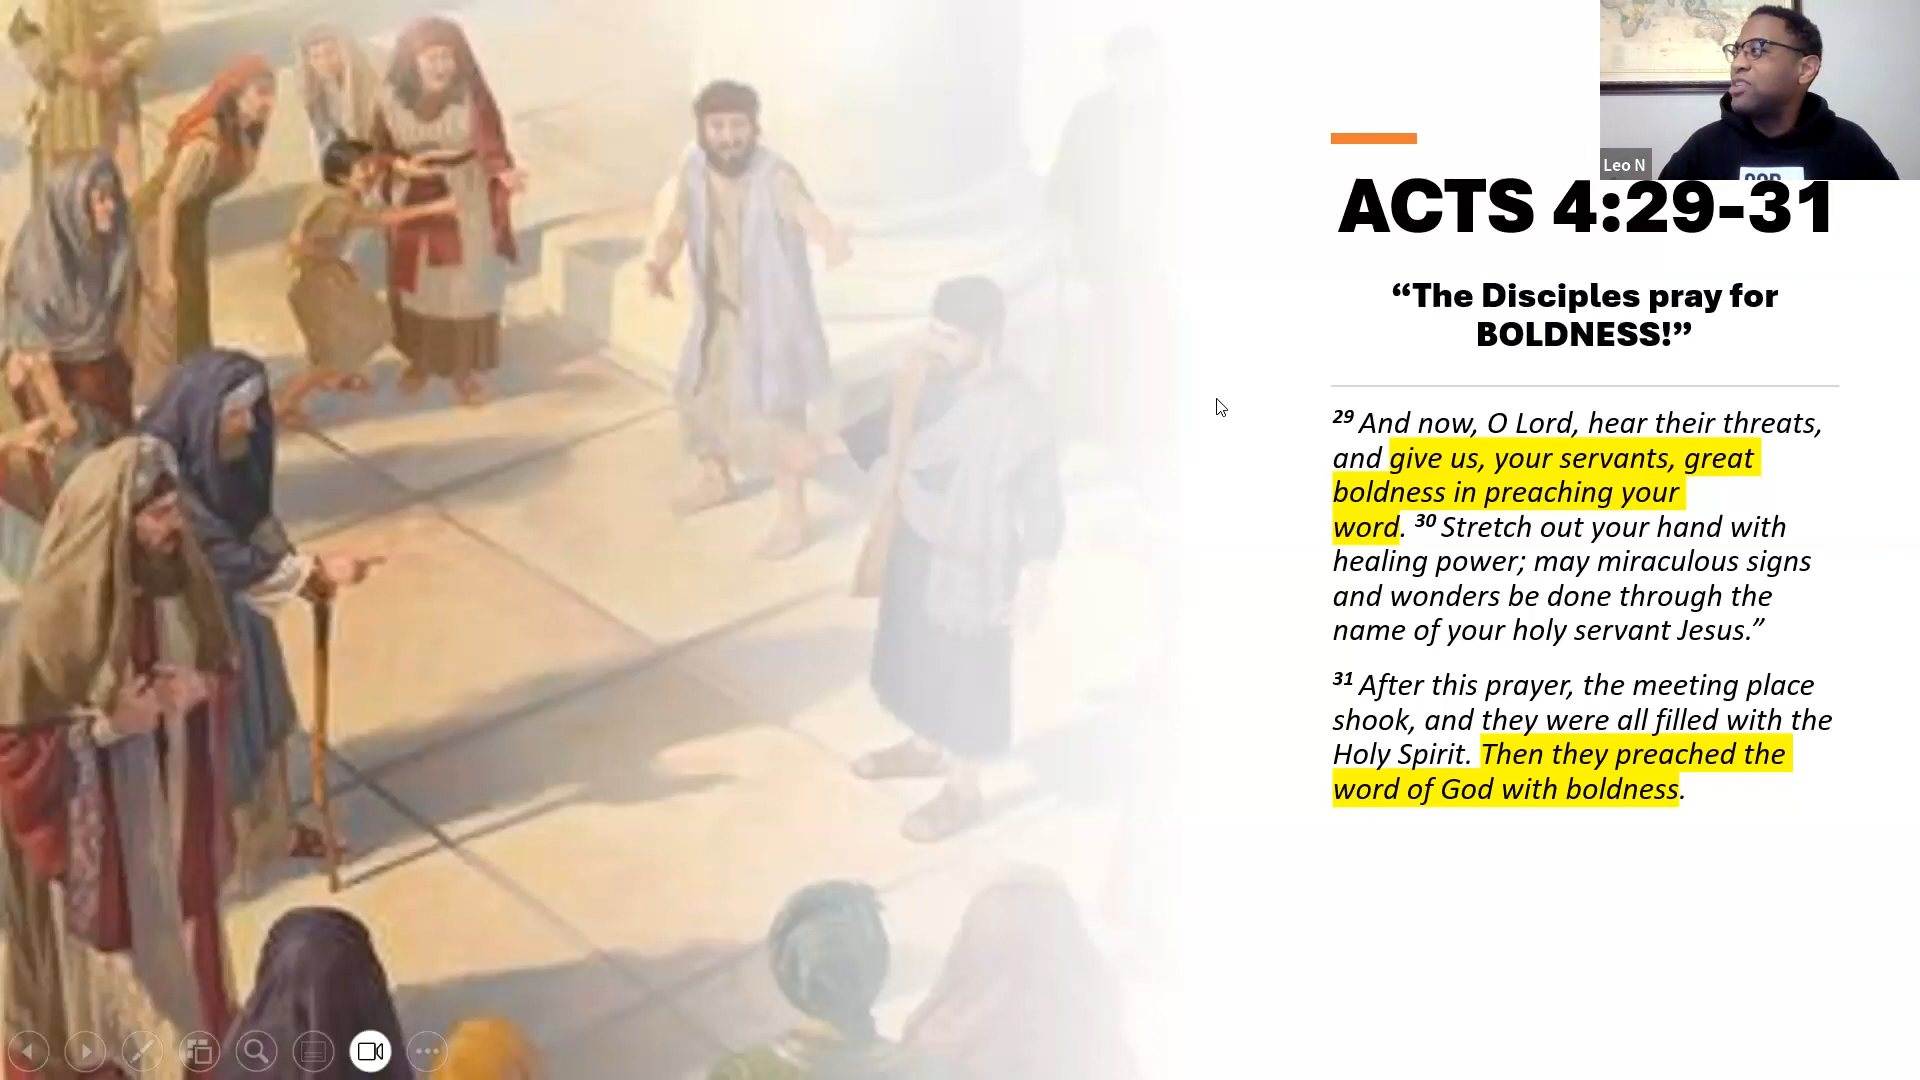 Leo N
ACTS 4:29-31
“The Disciples pray for
BOLDNESS!”
29 And now, O Lord, hear their threats,
and give us, your servants, great
boldness in preaching your
word. 30 Stretch out your hand with
healing power; may miraculous signs
and wonders be done through the
name of your holy servant Jesus.”
31 After this prayer, the meeting place
shook, and they were all filled with the
Holy Spirit. Then they preached the
word of God with boldness.